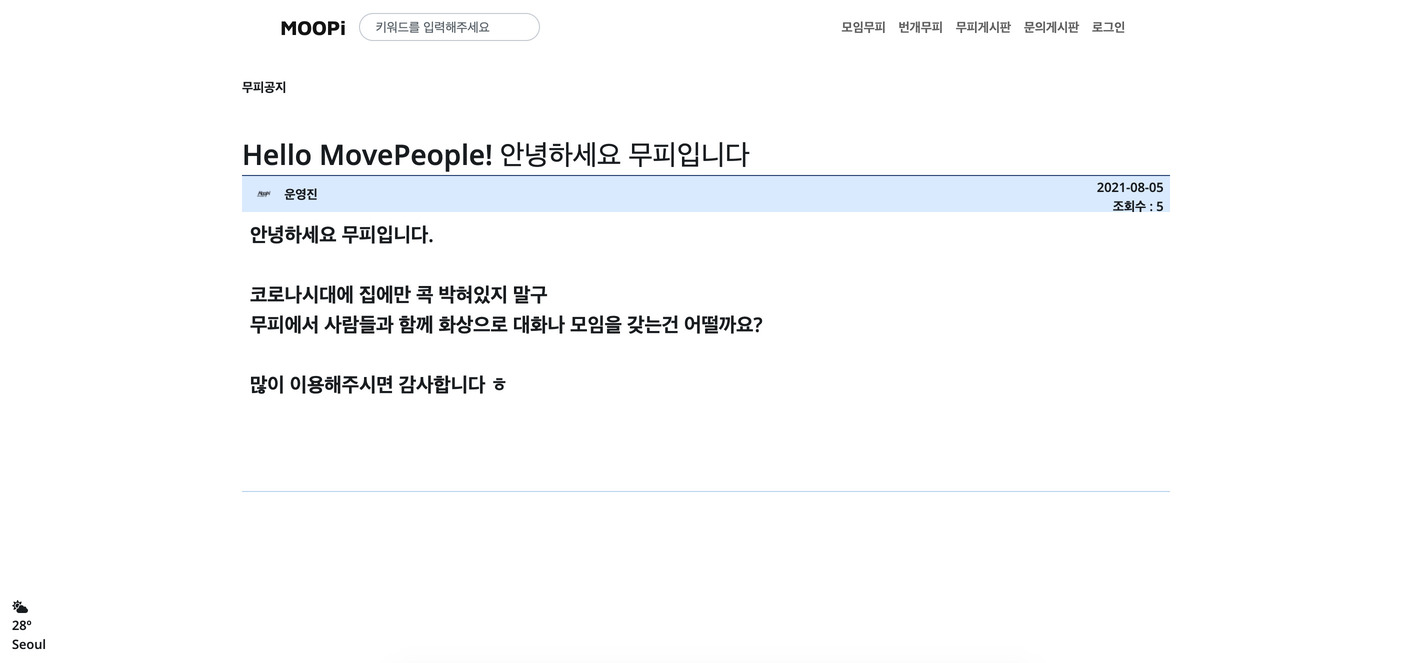 MOOPi 키워드를 입력해주세요 모임무피 번개무피 무피게시판 문의게시판 로그인
무피공지
Hello MovePeople! 안녕하세요 무피입니다
운영진 2021-08-05
조회수 : 5
안녕하세요 무피입니다.
코로나시대에 집에만 콕 박혀있지 말구
무피에서 사람들과 함께 화상으로 대화나 모임을 갖는건 어떨까요?
많이 이용해주시면 감사합니다 ㅎ
28°
Seoul